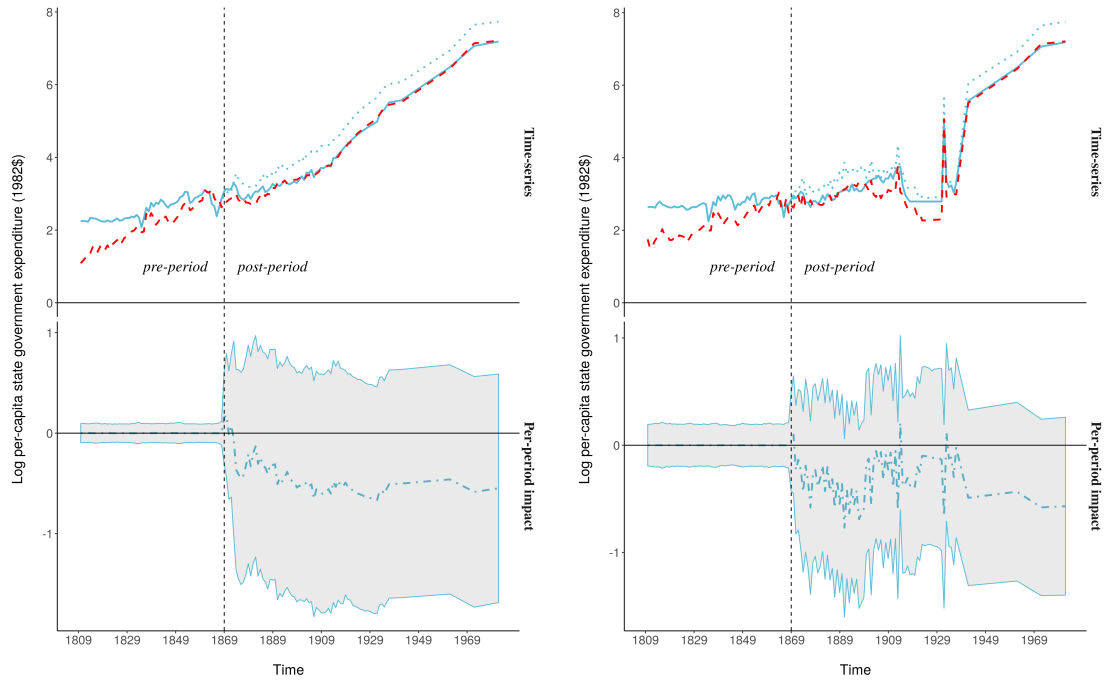 8
6
4
2
0
Time-series
pre-period
post-period
Log per-capita state government expenditure (1982$)
1
0
-1
Per-period impact
1809
1829
1849
1869
1889
1909
1929
1949
1969
Time
8
6
4
2
0
Time-series
pre-period
post-period
Log per-capita state government expenditure (1982$)
1
0
-1
Per-period impact
1809
1829
1849
1869
1889
1909
1929
1949
1969
Time